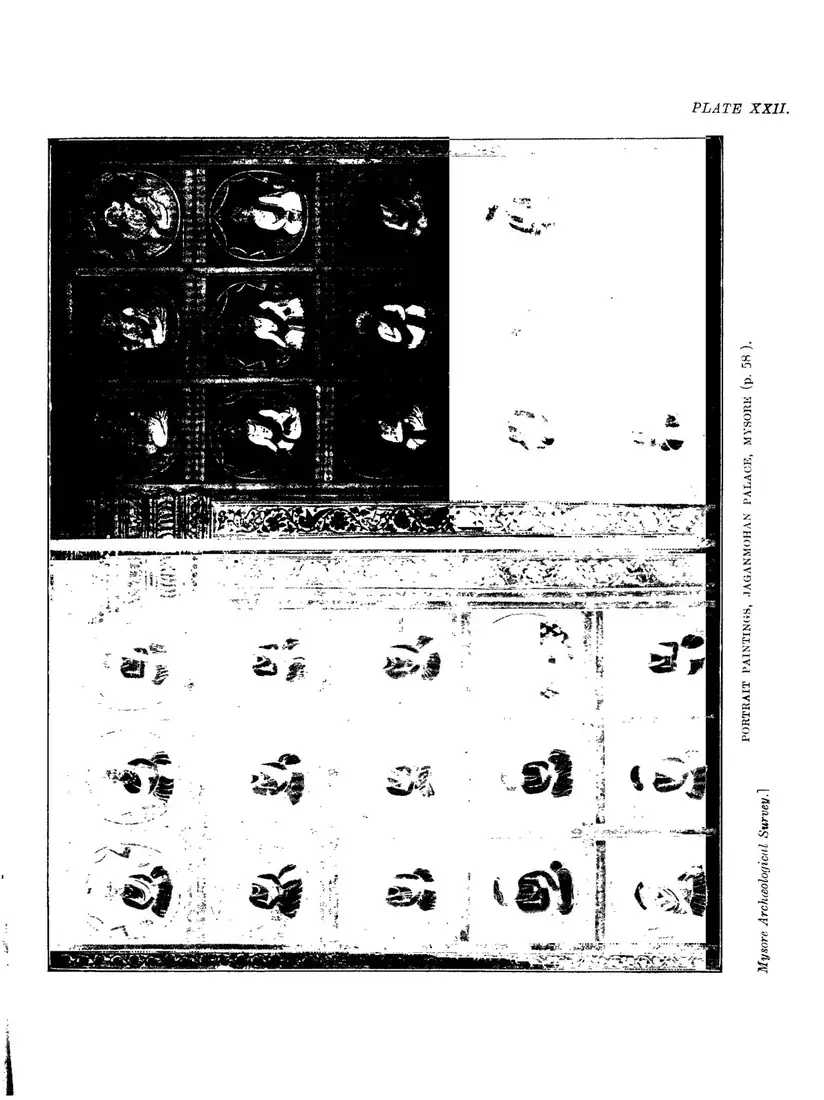 PLATE XXII.
PORTRAIT PAINTINGS, JAGANMOHAN PALACE, MYSORE (p. 58).
Mysore Archæological Survey.]